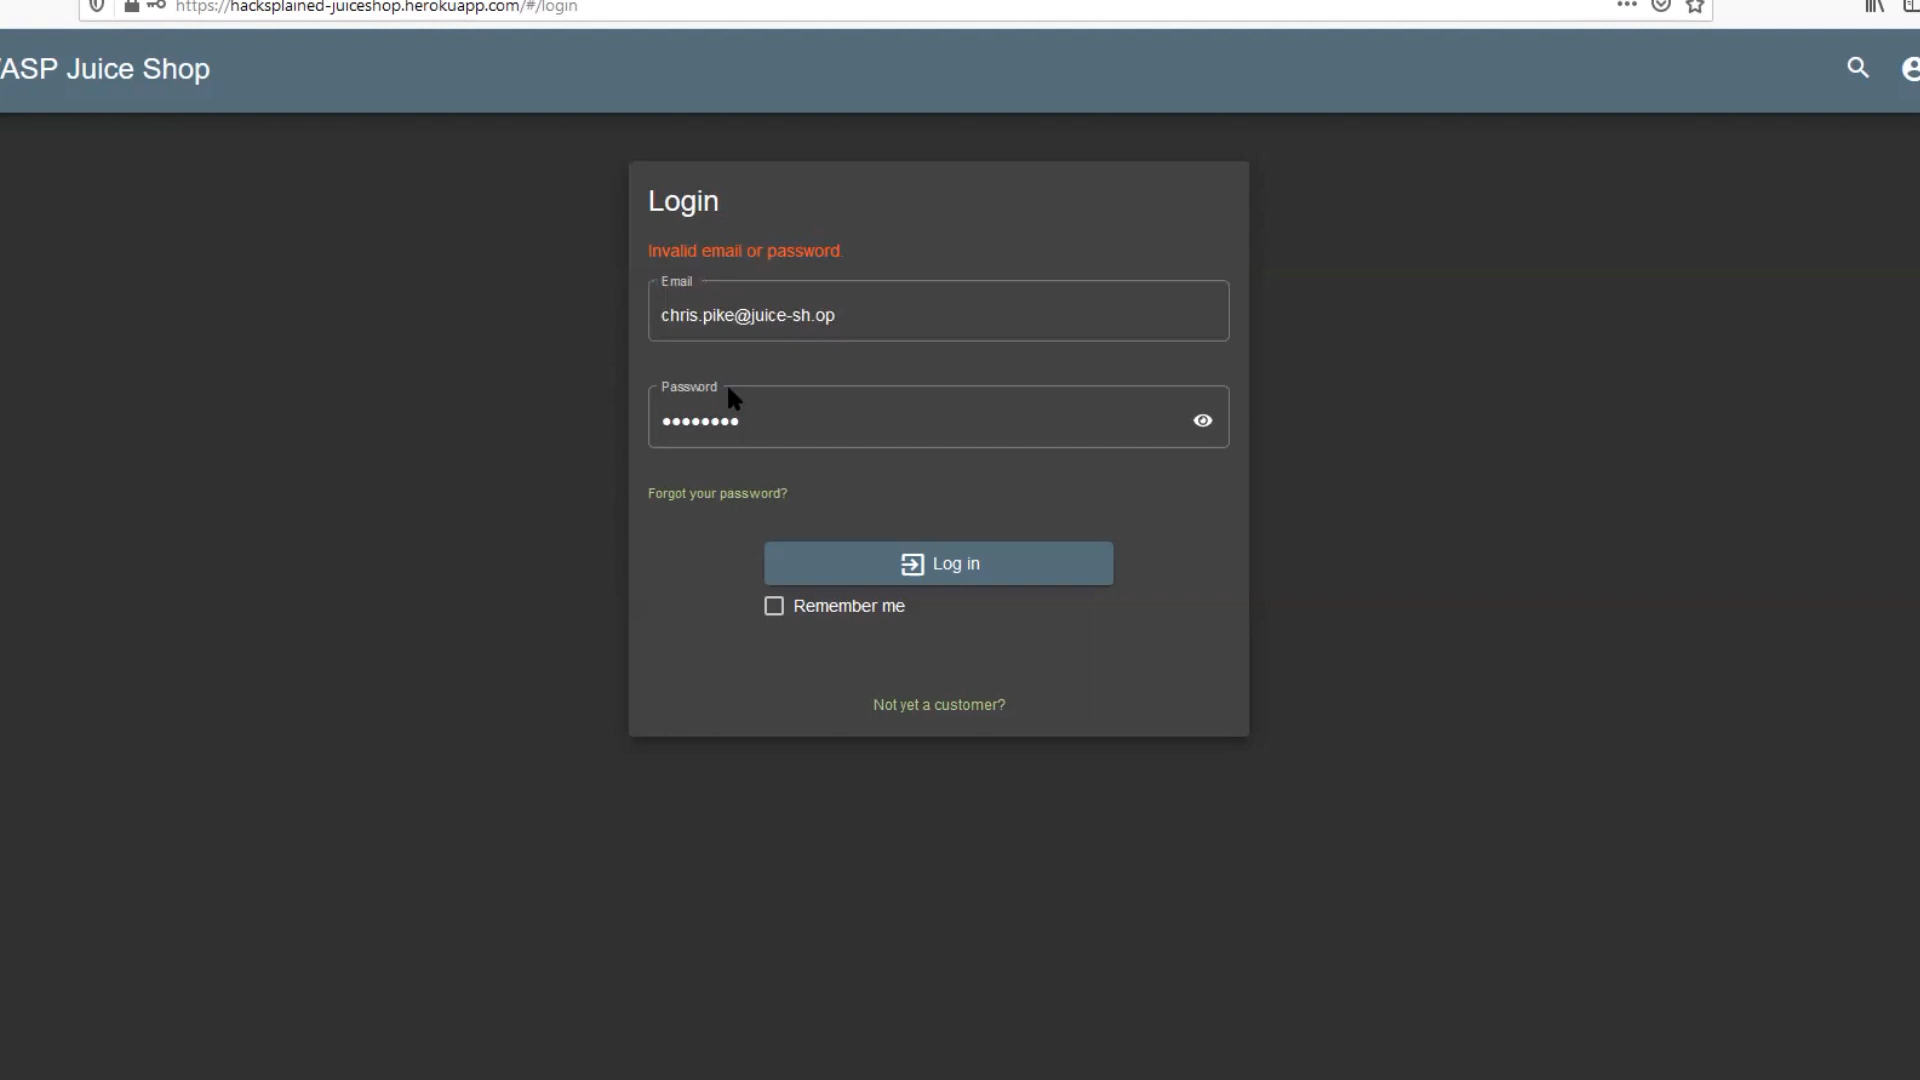 https://hacksplained-juiceshop.herokuapp.com/#/login
ASP Juice Shop
Login
Invalid email or password.
Email
chris.pike@juice-sh.op
Password
••••••••
Forgot your password?
Log in
Remember me
Not yet a customer?